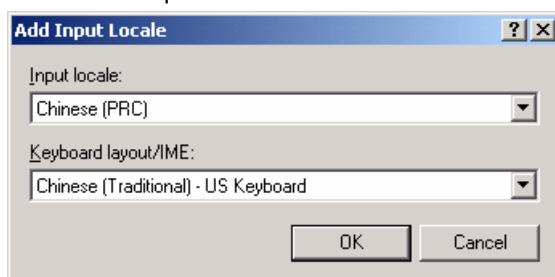 Add Input Locale
Input locale:
Chinese (PRC)
Keyboard layout/IME:
Chinese (Traditional) - US Keyboard
OK Cancel